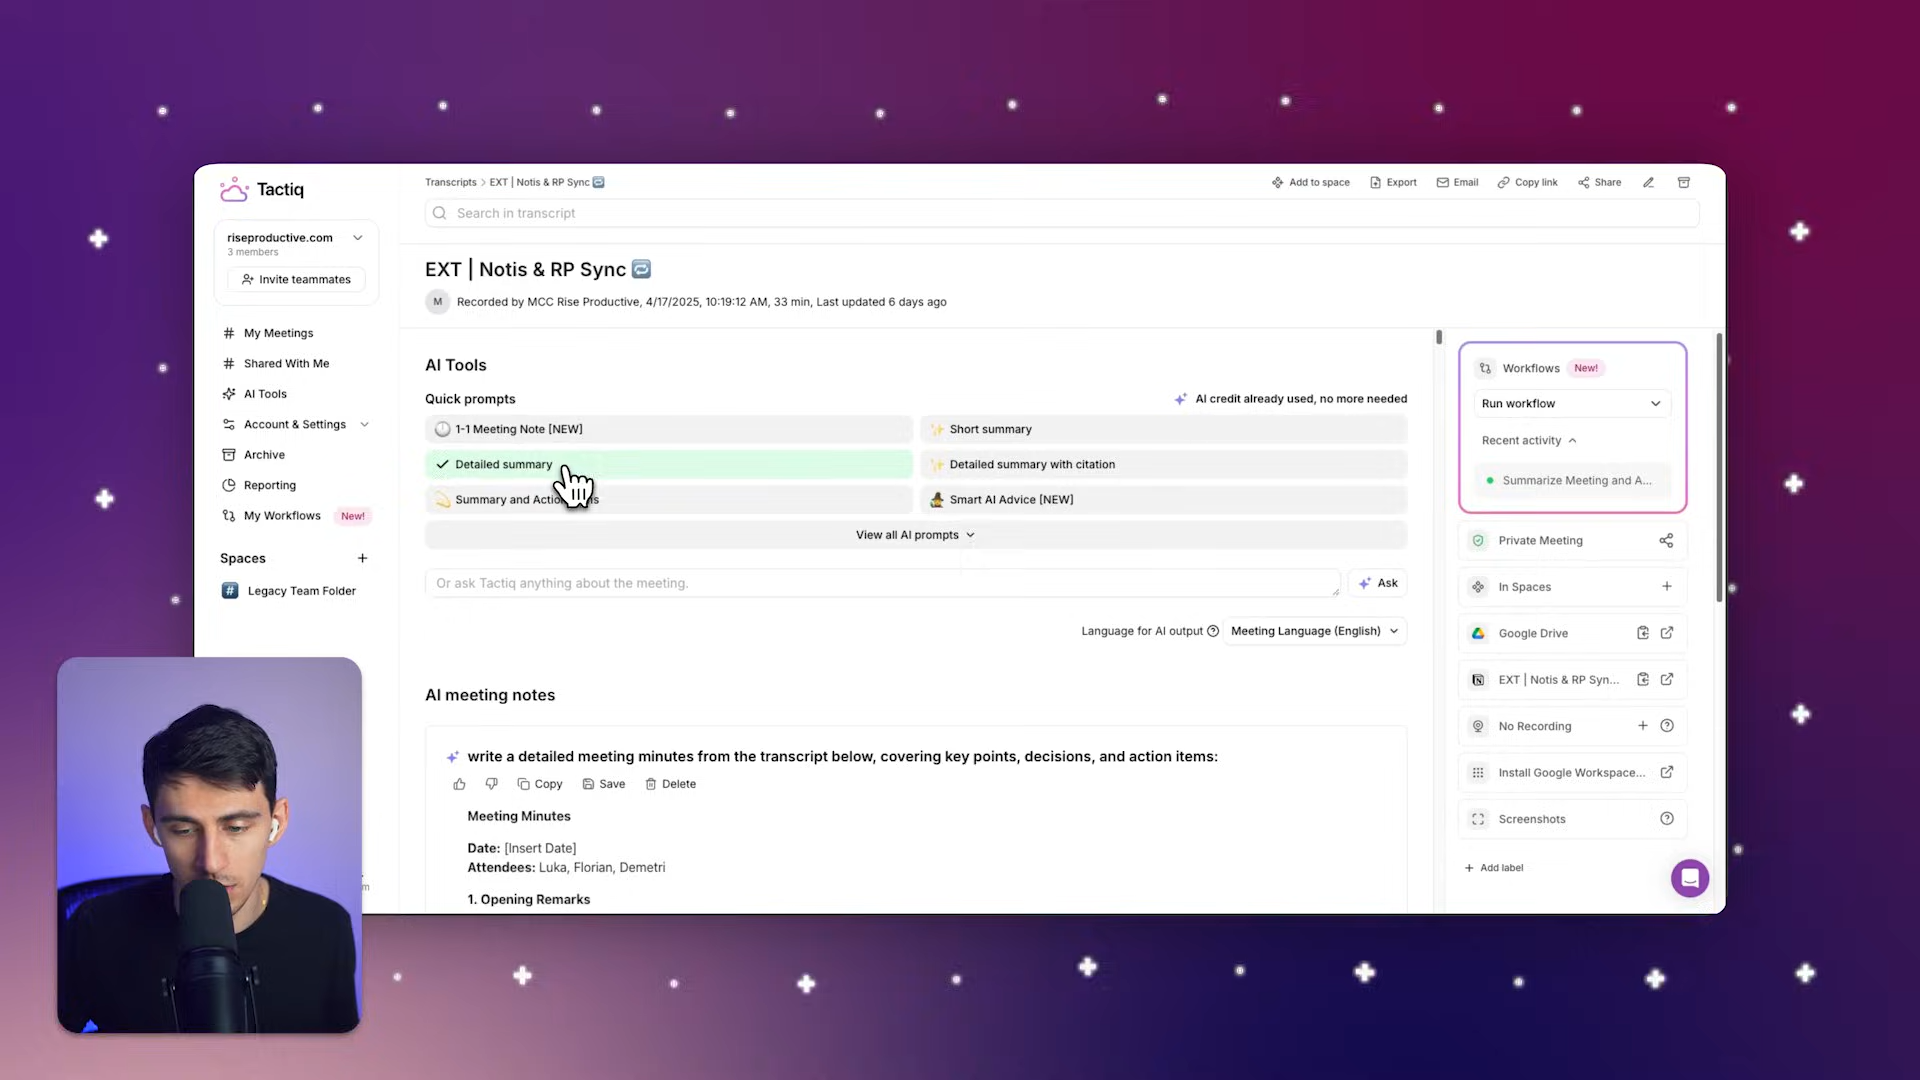 Tactiq
riseproductive.com
3 members
Invite teammates
# My Meetings
# Shared With Me
AI Tools
Account & Settings
Archive
Reporting
My Workflows New!
Spaces +
# Legacy Team Folder
Transcripts > EXT | Notis & RP Sync
Add to space Export Email Copy link Share
Search in transcript
EXT | Notis & RP Sync
M Recorded by MCC Rise Productive, 4/17/2025, 10:19:12 AM, 33 min, Last updated 6 days ago
AI Tools
Quick prompts AI credit already used, no more needed
1-1 Meeting Note [NEW] Short summary
Detailed summary Detailed summary with citation
Summary and Smart AI Advice [NEW]
View all AI prompts
Or ask Tactiq anything about the meeting. Ask
Language for AI output Meeting Language (English)
AI meeting notes
write a detailed meeting minutes from the transcript below, covering key points, decisions, and action items:
Copy Save Delete
Meeting Minutes
Date: [Insert Date]
Attendees: Luka, Florian, Demetri
1. Opening Remarks
Workflows New!
Run workflow
Recent activity
Summarize Meeting and A...
Private Meeting
In Spaces +
Google Drive
EXT | Notis & RP Syn...
No Recording +
Install Google Workspace...
Screenshots
+ Add label